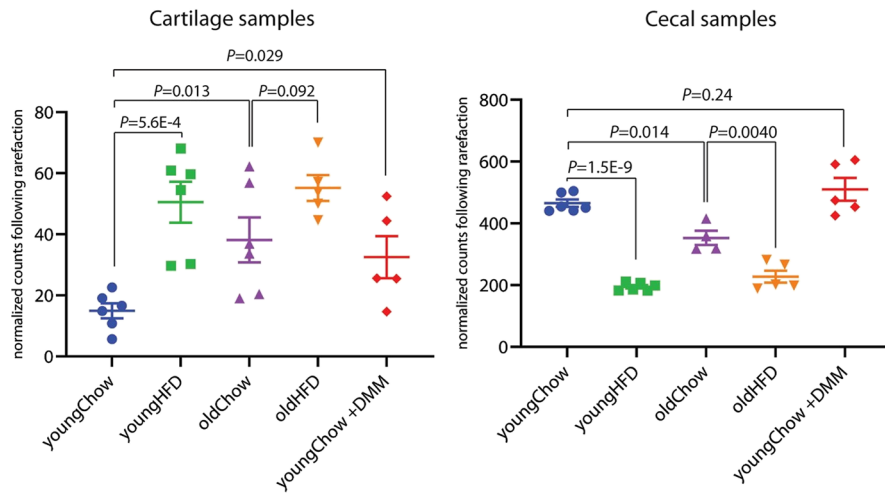 Cartilage samples
P=0.029
P=0.013
P=0.092
P=5.6E-4
normalized counts following rarefaction
80
60
40
20
0
youngChow
youngHFD
oldChow
oldHFD
youngChow +DMM
Cecal samples
P=0.24
P=0.014
P=0.0040
P=1.5E-9
normalized counts following rarefaction
800
600
400
200
0
youngChow
youngHFD
oldChow
oldHFD
youngChow +DMM